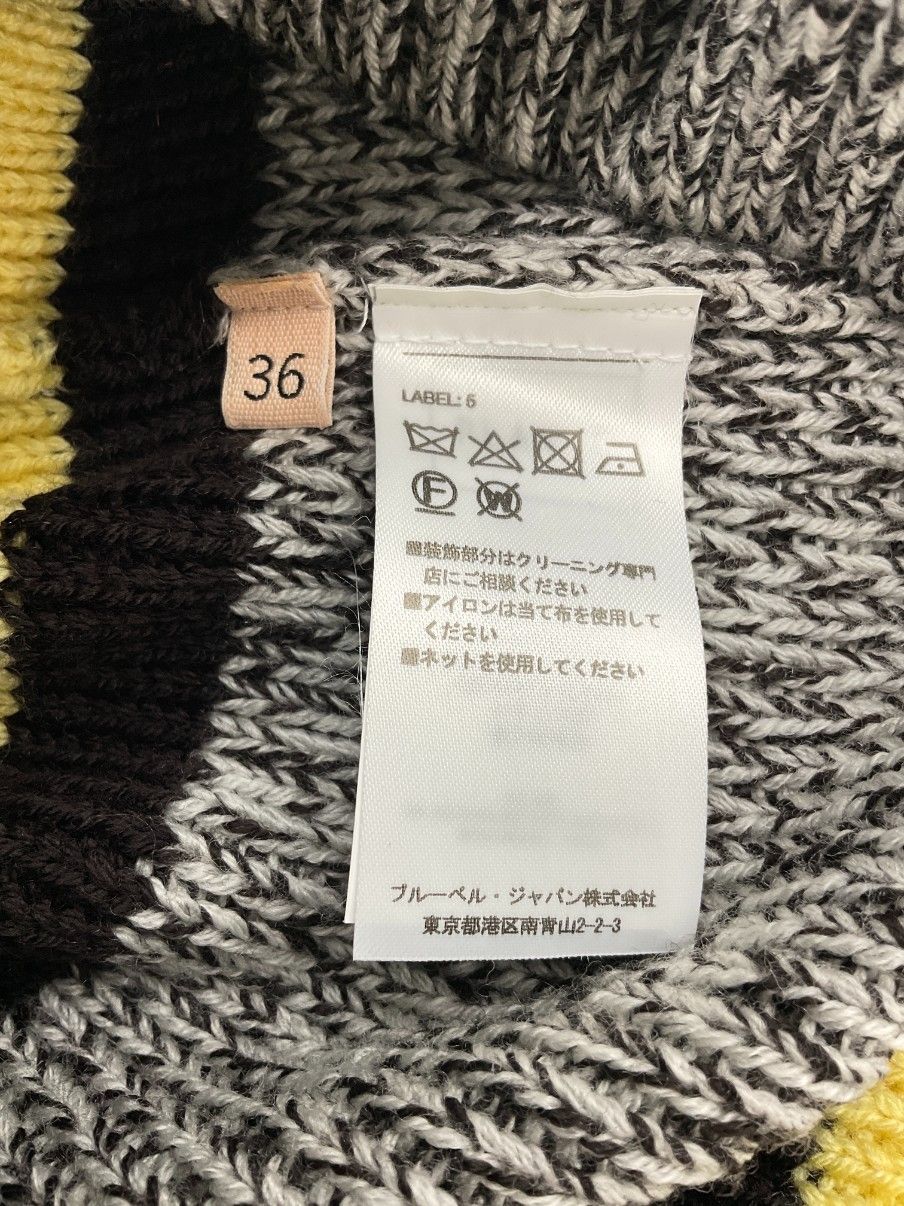 36
LABEL: 6
F
W
装飾部分はクリーニング専門
店にご相談ください
アイロンは当て布を使用して
ください
ネットを使用してください
ブルーベル・ジャパン株式会社
東京都港区南青山2-2-3